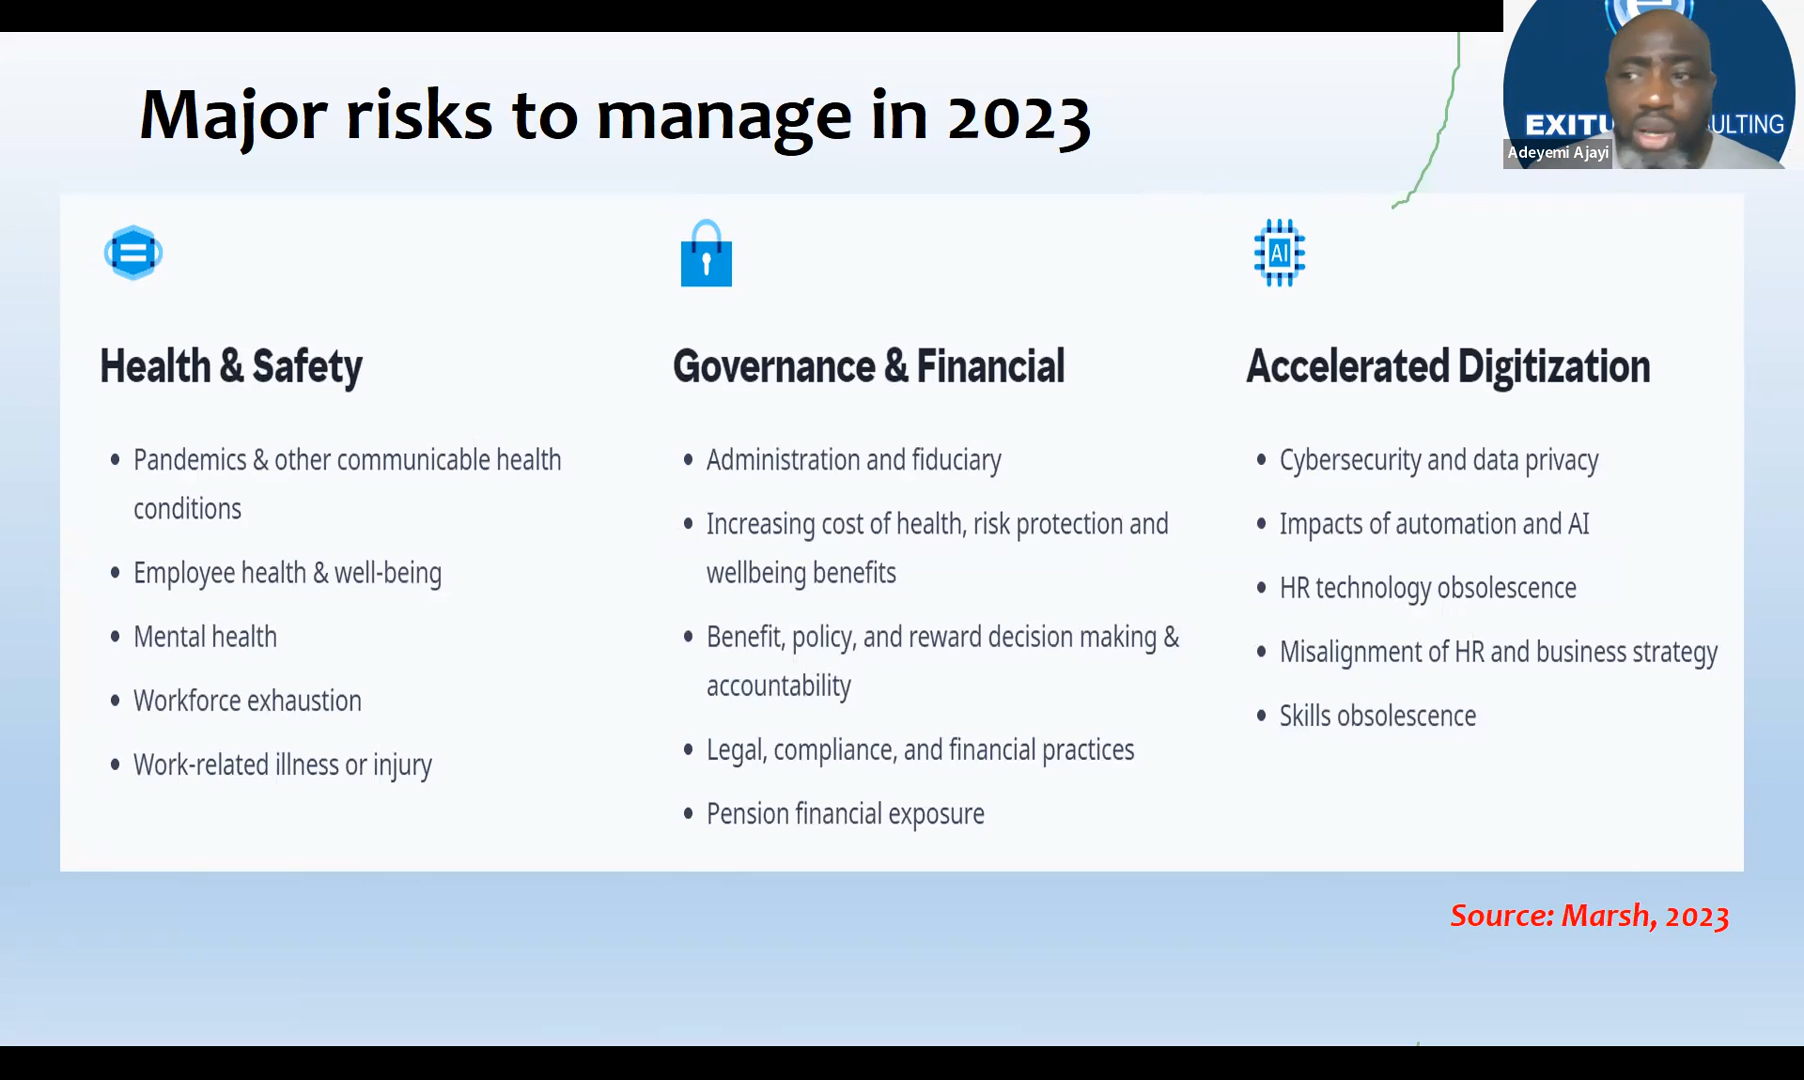 Major risks to manage in 2023
EXITU
ULTING
Adeyemi Ajayi
AI
Health & Safety
Pandemics & other communicable health
conditions
Employee health & well-being
Mental health
Workforce exhaustion
Work-related illness or injury
Governance & Financial
Administration and fiduciary
Increasing cost of health, risk protection and
wellbeing benefits
Benefit, policy, and reward decision making &
accountability
Legal, compliance, and financial practices
Pension financial exposure
Accelerated Digitization
Cybersecurity and data privacy
Impacts of automation and AI
HR technology obsolescence
Misalignment of HR and business strategy
Skills obsolescence
Source: Marsh, 2023